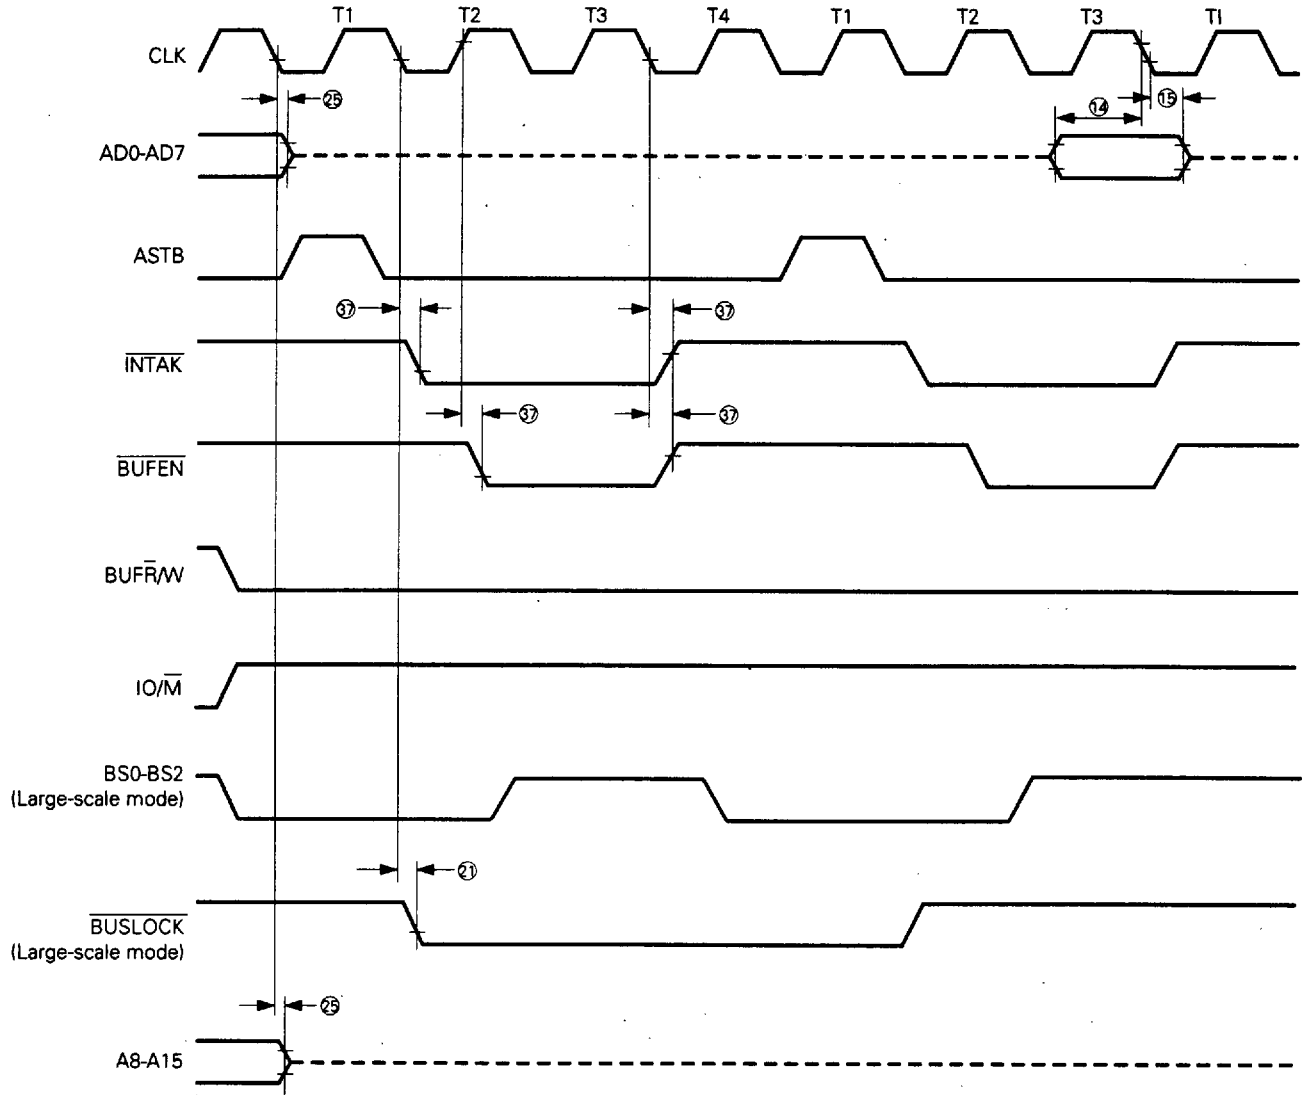 T1 T2 T3 T4 T1 T2 T3 TI
CLK
㉕ ⑭ ⑮
AD0-AD7
ASTB
㊲ ㊲
INTAK
㊲ ㊲
BUFEN
BUFR/W
IO/M
BS0-BS2
(Large-scale mode)
㉑
BUSLOCK
(Large-scale mode)
㉕
A8-A15